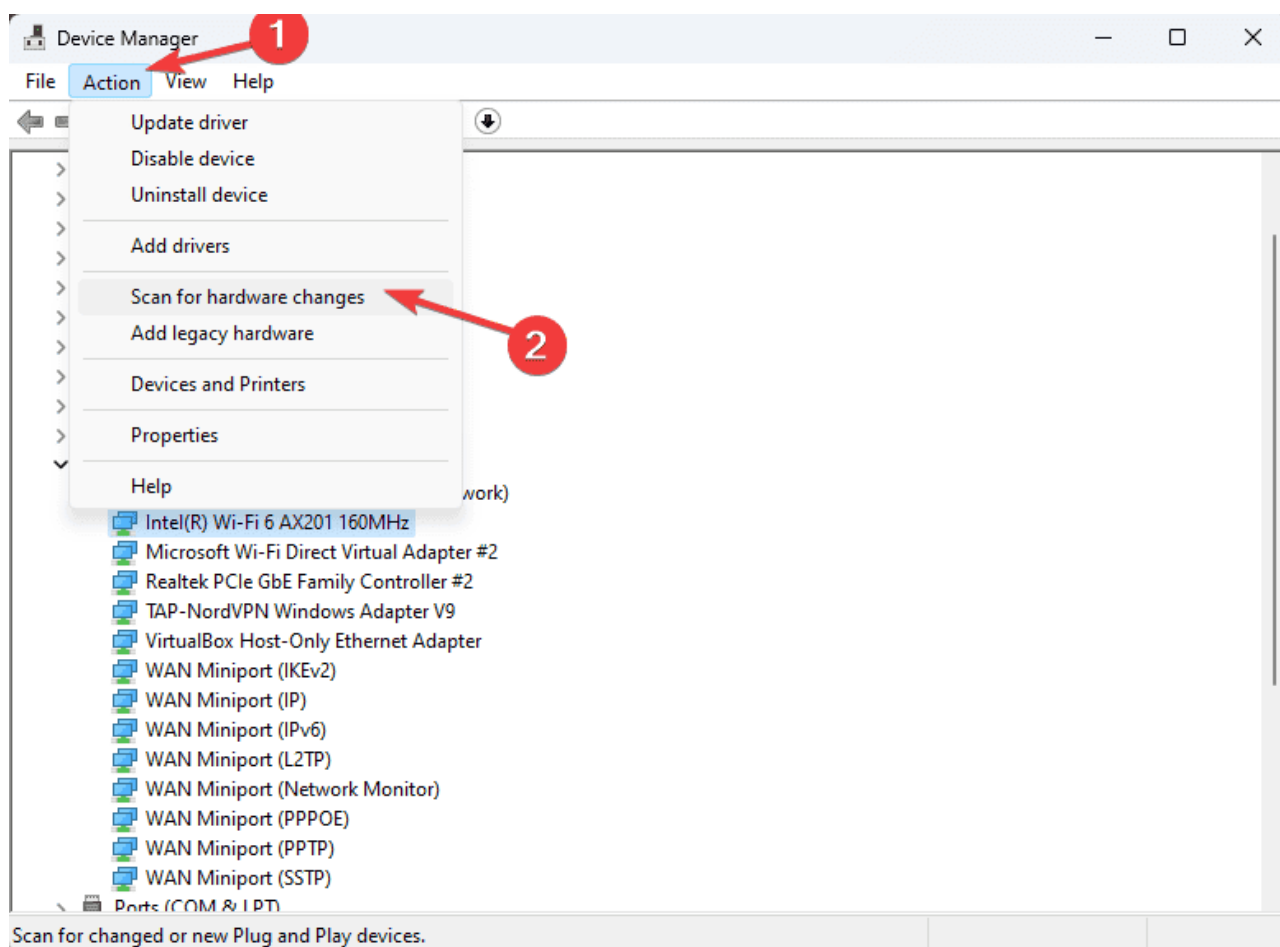 Device Manager
1
File Action View Help
Update driver
Disable device
Uninstall device
Add drivers
Scan for hardware changes
Add legacy hardware
2
Devices and Printers
Properties
Help
work)
Intel(R) Wi-Fi 6 AX201 160MHz
Microsoft Wi-Fi Direct Virtual Adapter #2
Realtek PCIe GbE Family Controller #2
TAP-NordVPN Windows Adapter V9
VirtualBox Host-Only Ethernet Adapter
WAN Miniport (IKEv2)
WAN Miniport (IP)
WAN Miniport (IPv6)
WAN Miniport (L2TP)
WAN Miniport (Network Monitor)
WAN Miniport (PPPOE)
WAN Miniport (PPTP)
WAN Miniport (SSTP)
Ports (COM & LPT)
Scan for changed or new Plug and Play devices.